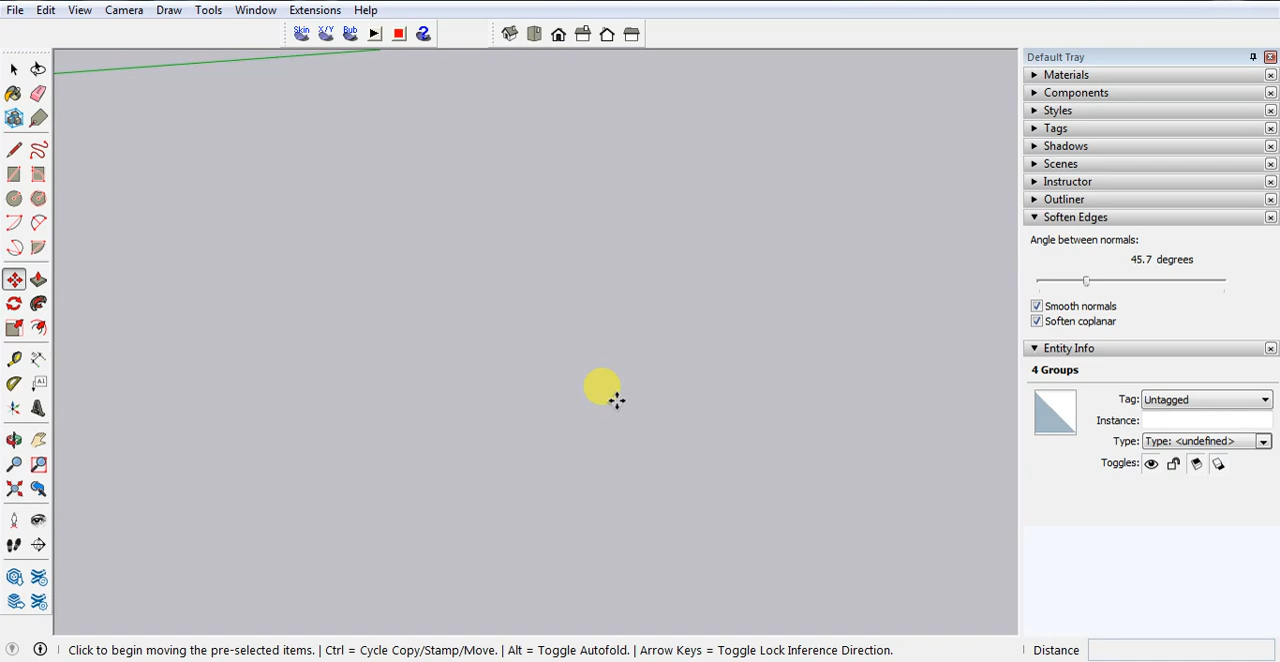 File Edit View Camera Draw Tools Window Extensions Help
Skin X/Y Bub
Default Tray
Materials
Components
Styles
Tags
Shadows
Scenes
Instructor
Outliner
Soften Edges
Angle between normals:
45.7 degrees
Smooth normals
Soften coplanar
Entity Info
4 Groups
Tag: Untagged
Instance:
Type: Type: <undefined>
Toggles:
Click to begin moving the pre-selected items. | Ctrl = Cycle Copy/Stamp/Move. | Alt = Toggle Autofold. | Arrow Keys = Toggle Lock Inference Direction. Distance